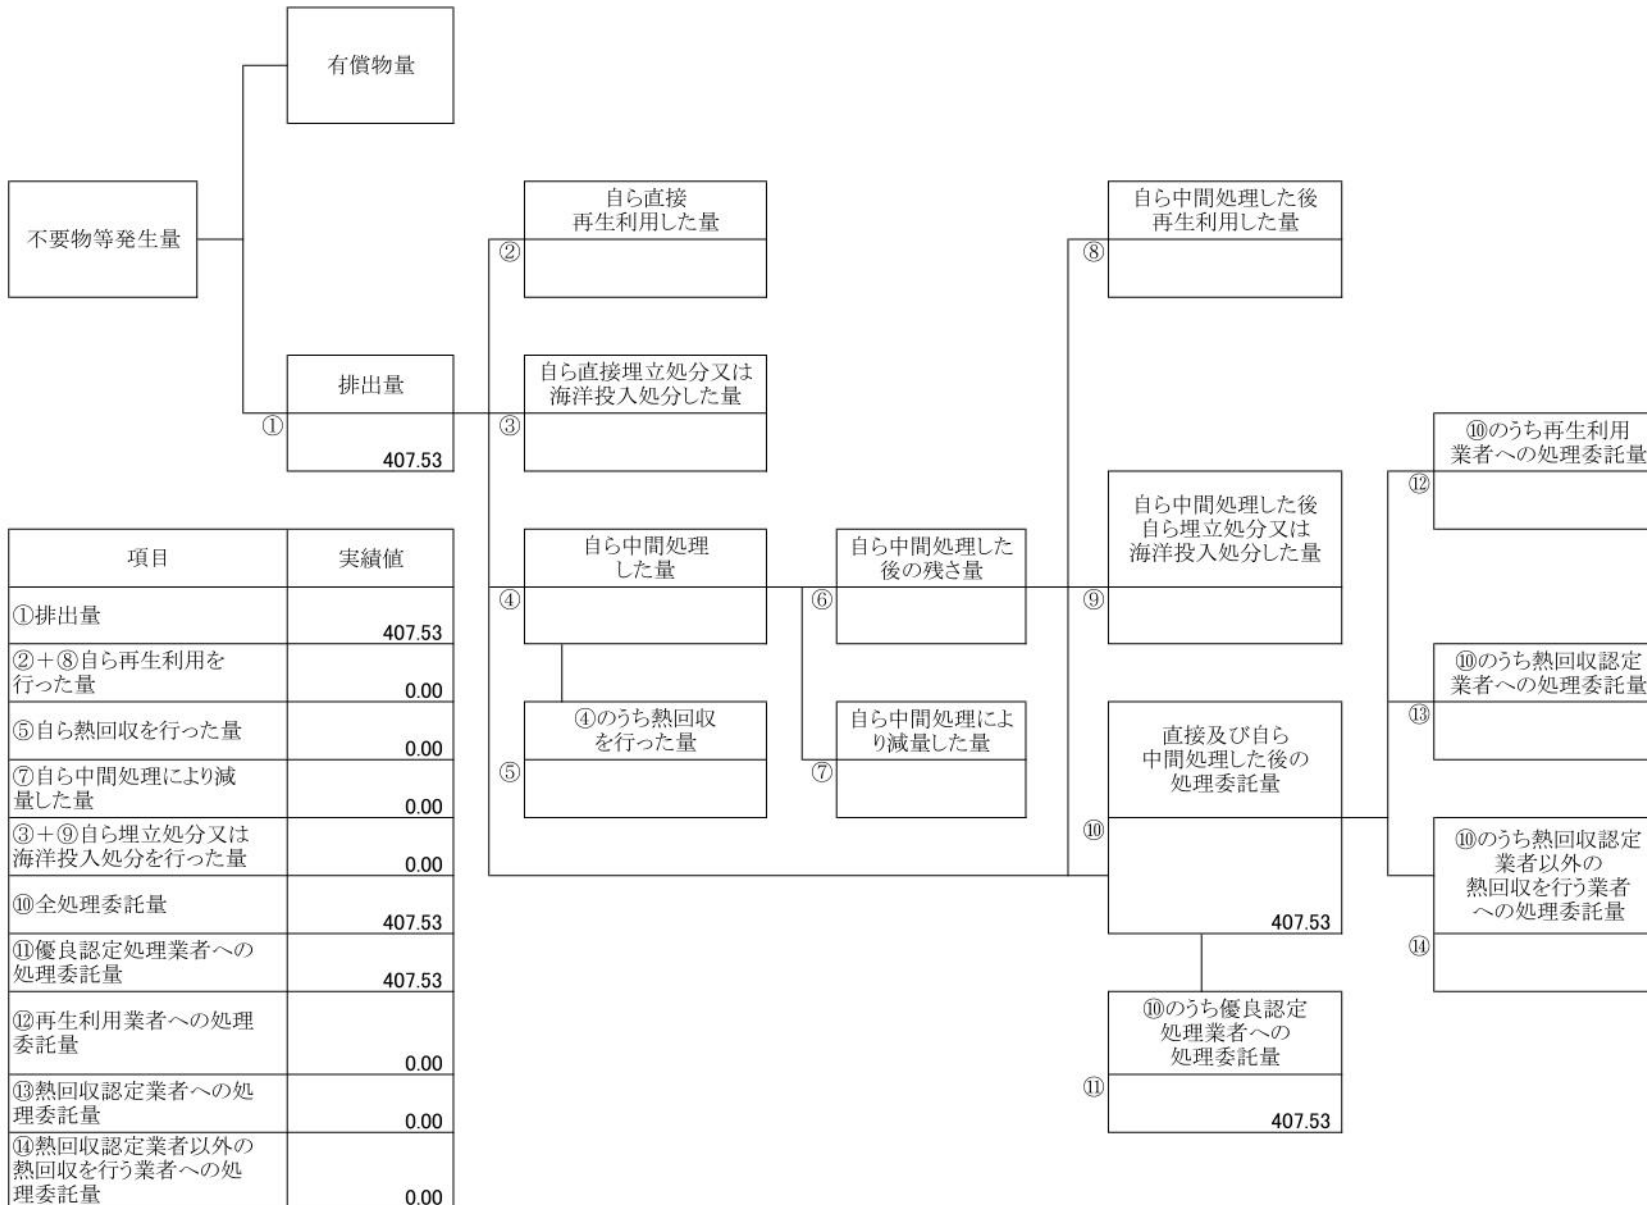 有償物量
不要物等発生量
排出量
①
407.53
自ら直接
再生利用した量
②
自ら直接埋立処分又は
海洋投入処分した量
③
自ら中間処理
した量
④
④のうち熱回収
を行った量
⑤
自ら中間処理した
後の残さ量
⑥
自ら中間処理によ
り減量した量
⑦
自ら中間処理した後
再生利用した量
⑧
自ら中間処理した後
自ら埋立処分又は
海洋投入処分した量
⑨
直接及び自ら
中間処理した後の
処理委託量
⑩
407.53
⑩のうち優良認定
処理業者への
処理委託量
⑪
407.53
⑩のうち再生利用
業者への処理委託量
⑫
⑩のうち熱回収認定
業者への処理委託量
⑬
⑩のうち熱回収認定
業者以外の
熱回収を行う業者
への処理委託量
⑭
項目 実績値
①排出量
407.53
②+⑧自ら再生利用を
行った量
0.00
⑤自ら熱回収を行った量
0.00
⑦自ら中間処理により減
量した量
0.00
③+⑨自ら埋立処分又は
海洋投入処分を行った量
0.00
⑩全処理委託量
407.53
⑪優良認定処理業者への
処理委託量
407.53
⑫再生利用業者への処理
委託量
0.00
⑬熱回収認定業者への処
理委託量
0.00
⑭熱回収認定業者以外の
熱回収を行う業者への処
理委託量
0.00